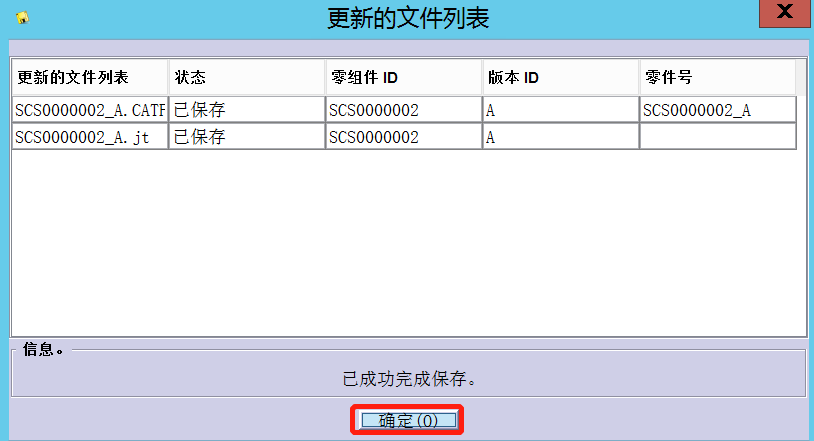 更新的文件列表
X
更新的文件列表 状态 零组件 ID 版本 ID 零件号
SCS0000002_A.CATP 已保存 SCS0000002 A SCS0000002_A
SCS0000002_A.jt 已保存 SCS0000002 A
信息。
已成功完成保存。
确定(O)